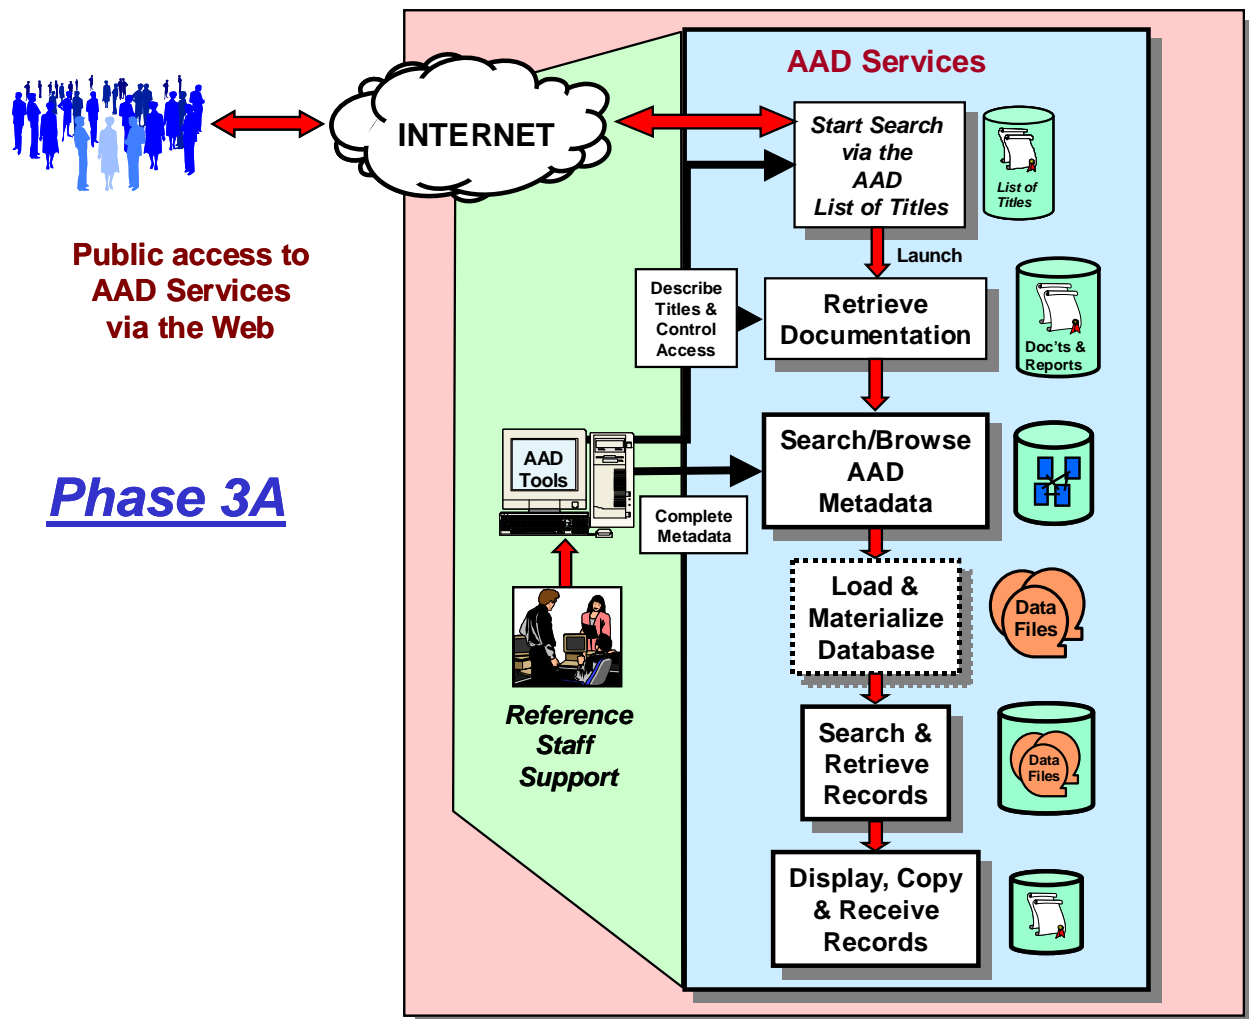 AAD Services
INTERNET
Start Search
via the
AAD
List of Titles
List of
Titles
Public access to
AAD Services
via the Web
Launch
Describe
Titles &
Control
Access
Retrieve
Documentation
Doc'ts &
Reports
Phase 3A
AAD
Tools
Search/Browse
AAD
Metadata
Complete
Metadata
Load &
Materialize
Database
Data
Files
Reference
Staff
Support
Search &
Retrieve
Records
Data
Files
Display, Copy
& Receive
Records